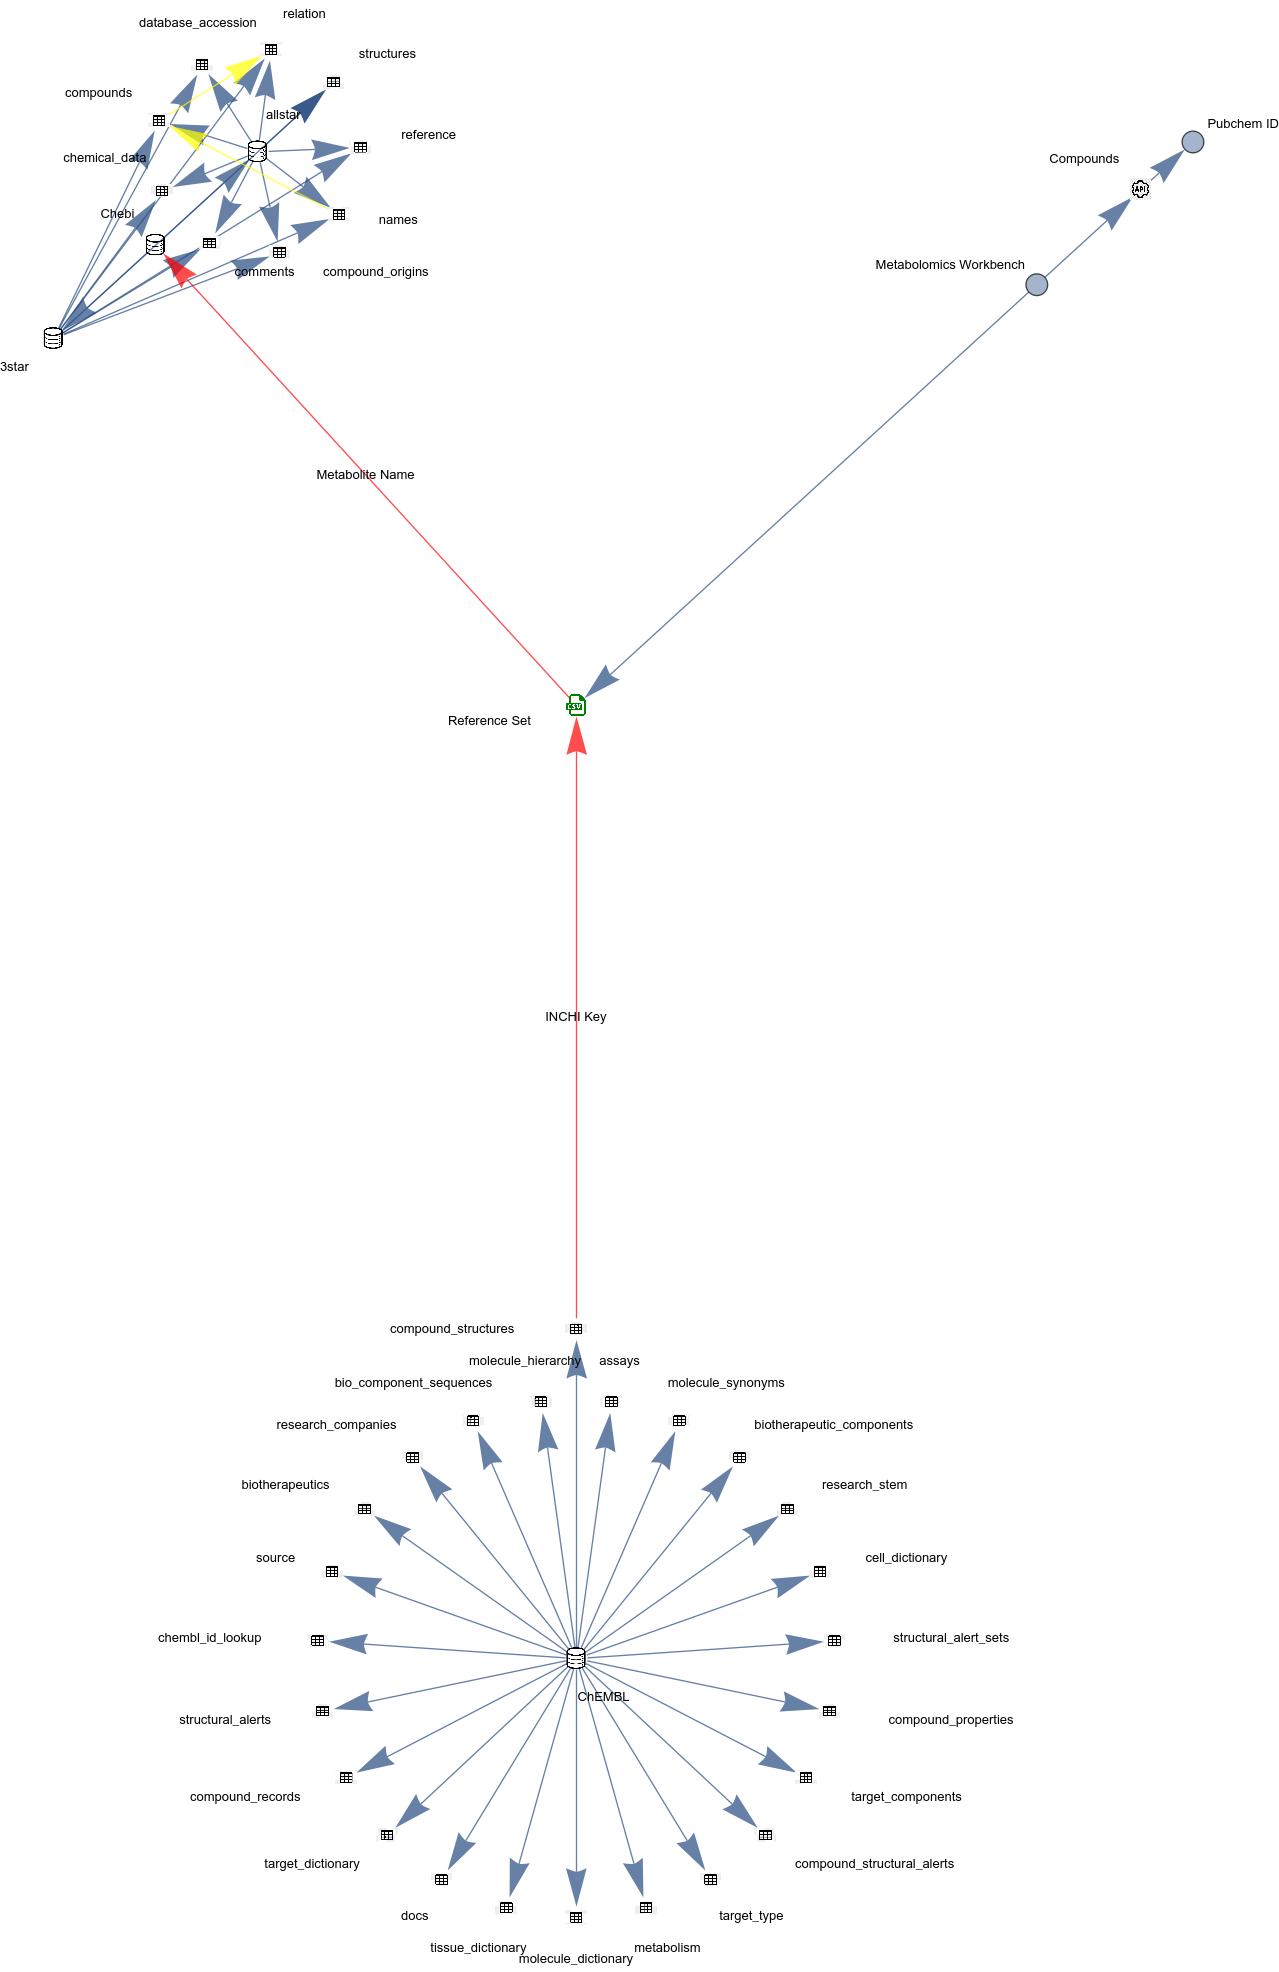 relation
database_accession
structures
compounds
allstar
reference
chemical_data
Chebi
names
comments
compound_origins
3star
Pubchem ID
Compounds
API
Metabolomics Workbench
Metabolite Name
CSV
Reference Set
INCHI Key
compound_structures
molecule_hierarchy
assays
bio_component_sequences
molecule_synonyms
research_companies
biotherapeutic_components
biotherapeutics
research_stem
source
cell_dictionary
chembl_id_lookup
structural_alert_sets
ChEMBL
structural_alerts
compound_properties
compound_records
target_components
target_dictionary
compound_structural_alerts
docs
target_type
tissue_dictionary
metabolism
molecule_dictionary